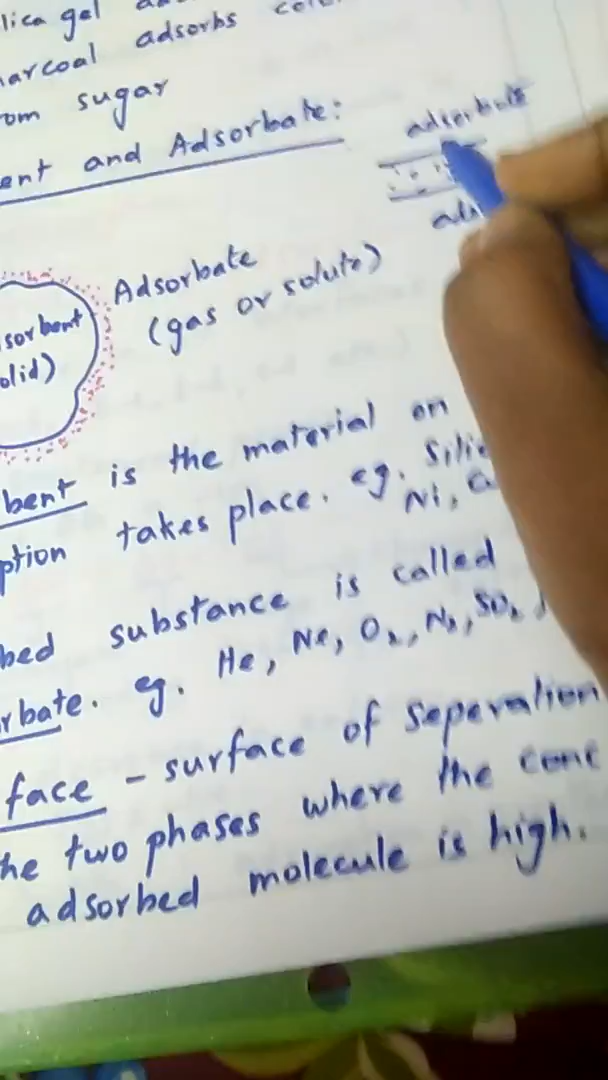 lica gel
arcoal adsorbs
om sugar
ent and Adsorbate:
adsorbate
ads
Adsorbate
(gas or solute)
sorbent
olid)
bent is the material on
ption takes place. eg. Silic
Ni,
bed substance is called
rbate. eg. He, Ne, O₂, N₂, SO₂,
face - surface of seperation
he two phases where the conc
adsorbed molecule is high.